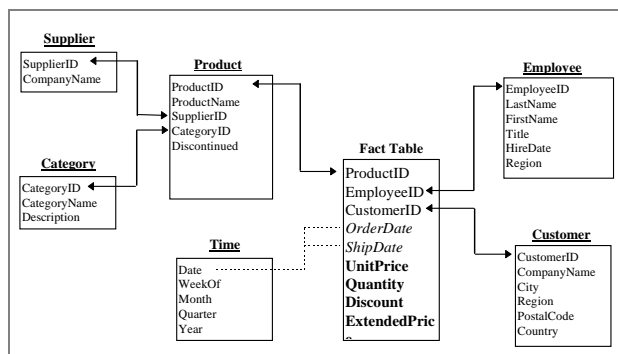 Supplier
SupplierID
CompanyName
Product
ProductID
ProductName
SupplierID
CategoryID
Discontinued
Category
CategoryID
CategoryName
Description
Time
Date
WeekOf
Month
Quarter
Year
Fact Table
ProductID
EmployeeID
CustomerID
OrderDate
ShipDate
UnitPrice
Quantity
Discount
ExtendedPric
Employee
EmployeeID
LastName
FirstName
Title
HireDate
Region
Customer
CustomerID
CompanyName
City
Region
PostalCode
Country